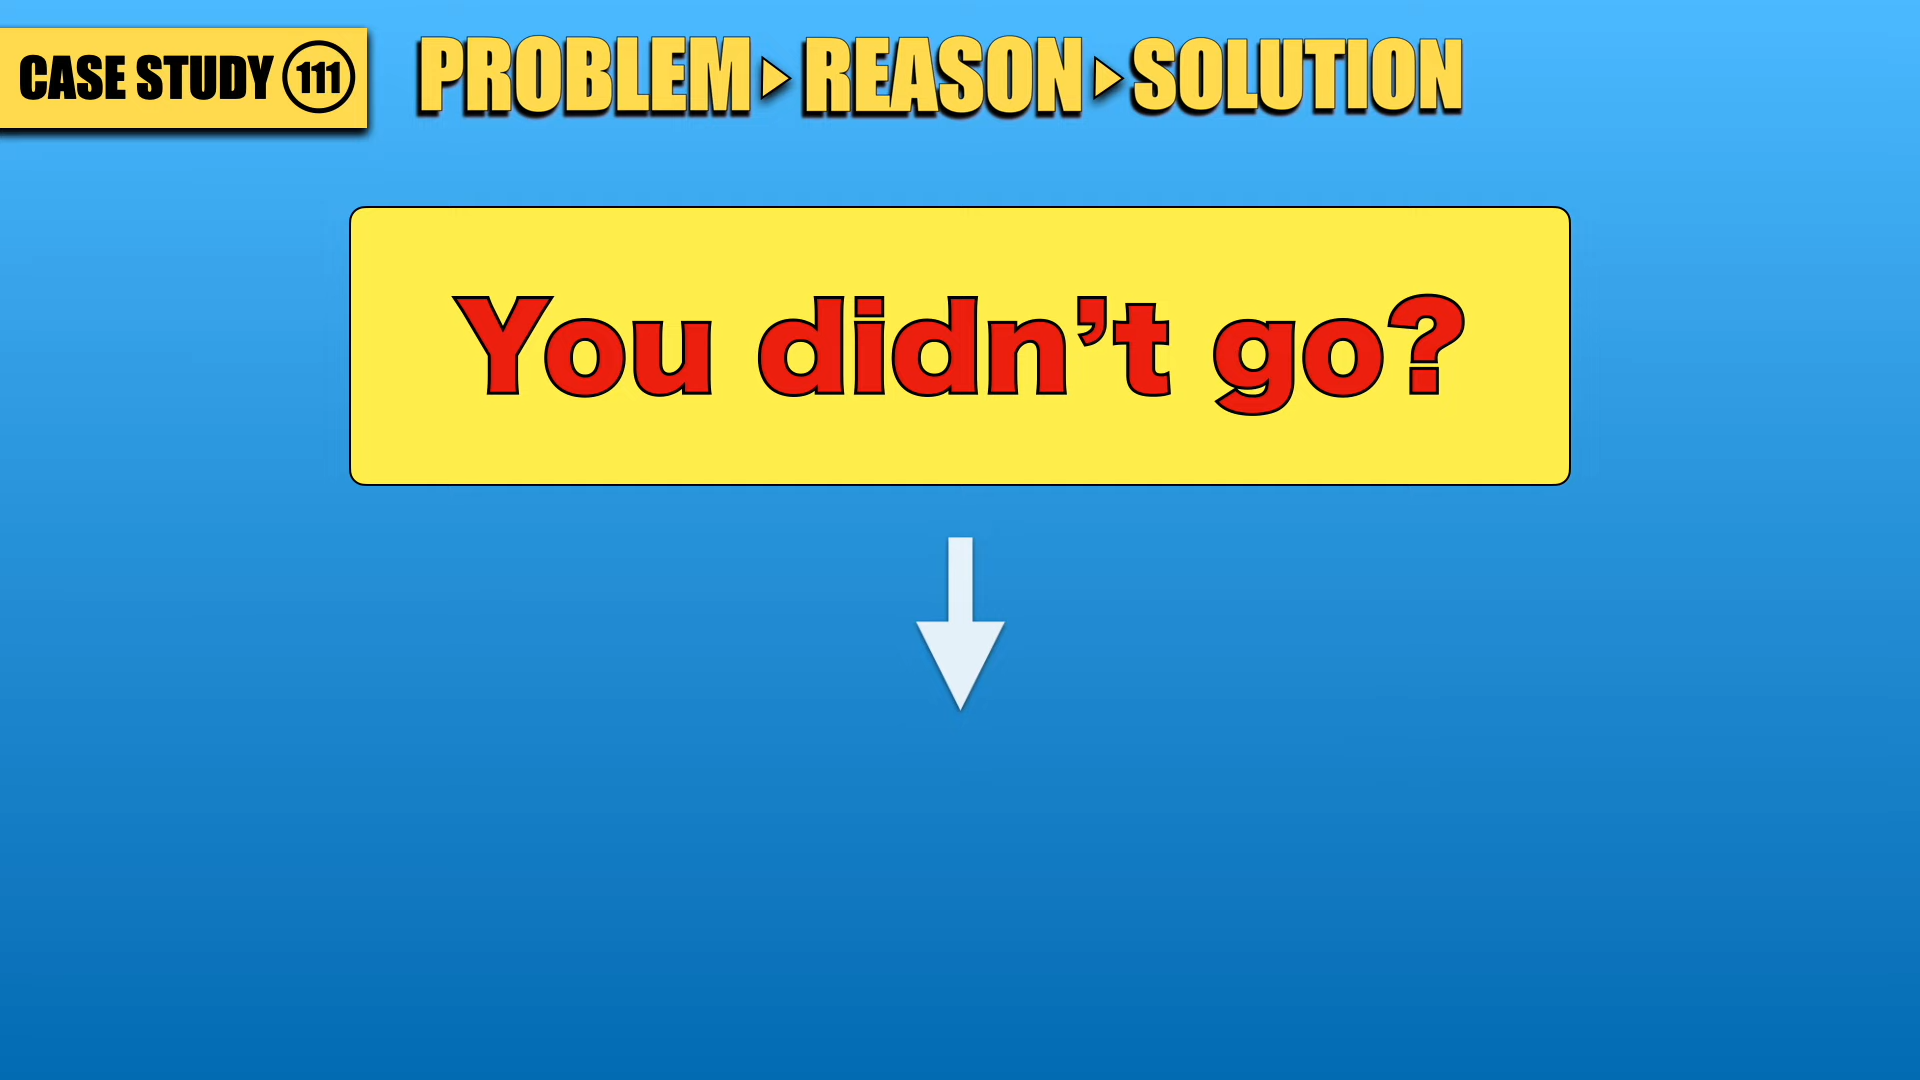 CASE STUDY 111
PROBLEM ▸ REASON ▸ SOLUTION
You didn’t go?